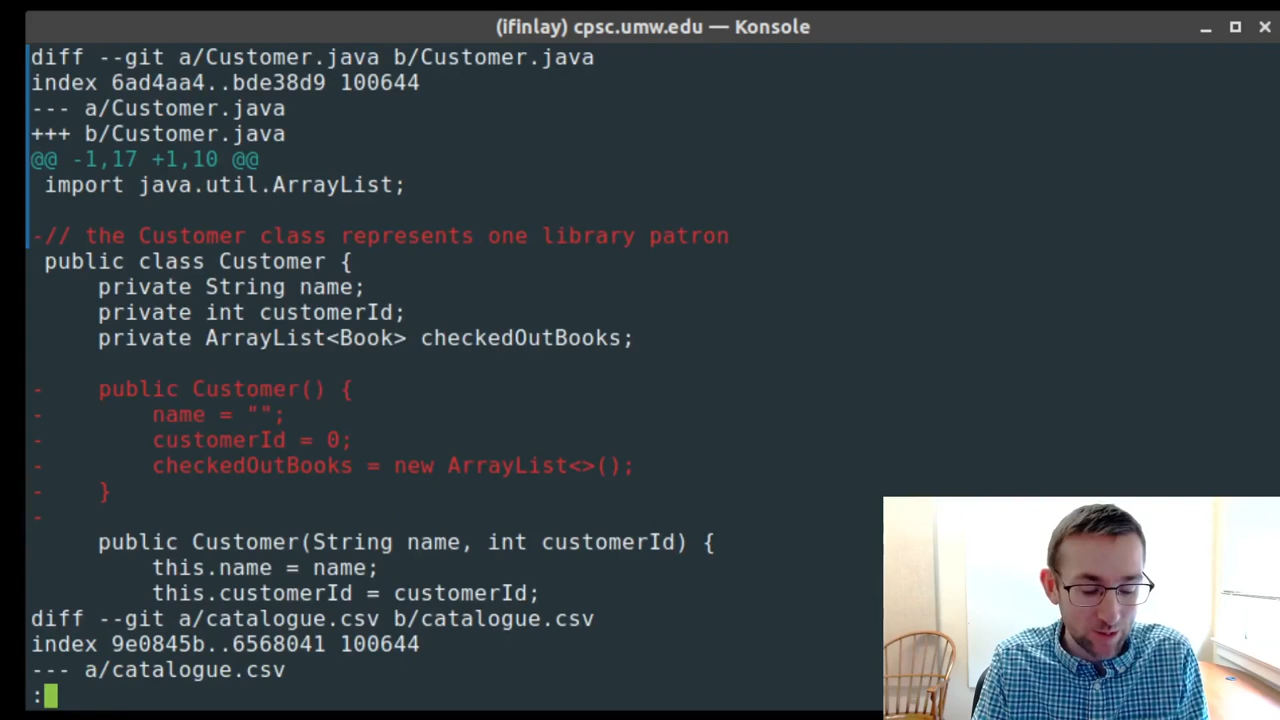 (ifinlay) cpsc.umw.edu — Konsole
diff --git a/Customer.java b/Customer.java
index 6ad4aa4..bde38d9 100644
--- a/Customer.java
+++ b/Customer.java
@@ -1,17 +1,10 @@
 import java.util.ArrayList;
-// the Customer class represents one library patron
 public class Customer {
     private String name;
     private int customerId;
     private ArrayList<Book> checkedOutBooks;
-    public Customer() {
-        name = "";
-        customerId = 0;
-        checkedOutBooks = new ArrayList<>();
-    }
-
     public Customer(String name, int customerId) {
         this.name = name;
         this.customerId = customerId;
diff --git a/catalogue.csv b/catalogue.csv
index 9e0845b..6568041 100644
--- a/catalogue.csv
: